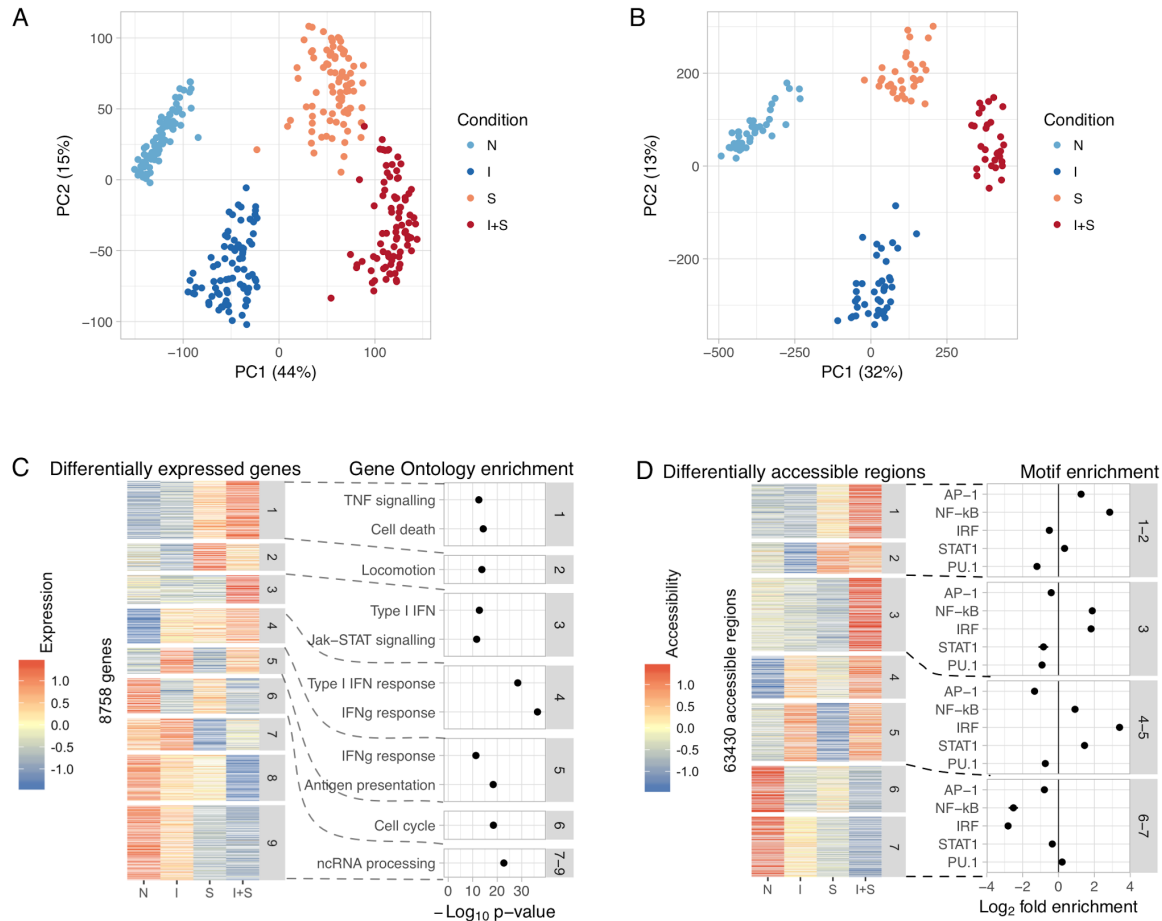 A
100
50
0
−50
−100
PC2 (15%)
−100
0
100
PC1 (44%)
Condition
N
I
S
I+S
B
200
0
−200
PC2 (13%)
−500
−250
0
250
PC1 (32%)
Condition
N
I
S
I+S
C
Differentially expressed genes
Gene Ontology enrichment
Expression
1.0
0.5
0.0
−0.5
−1.0
8758 genes
1
2
3
4
5
6
7
8
9
N
I
S
I+S
TNF signalling
Cell death
1
Locomotion
2
Type I IFN
Jak−STAT signalling
3
Type I IFN response
IFNg response
4
IFNg response
Antigen presentation
5
Cell cycle
6
ncRNA processing
7−9
0
10
20
30
−Log10 p−value
D
Differentially accessible regions
Motif enrichment
Accessibility
1.0
0.5
0.0
−0.5
−1.0
63430 accessible regions
1
2
3
4
5
6
7
N
I
S
I+S
AP−1
NF−kB
IRF
STAT1
PU.1
1−2
AP−1
NF−kB
IRF
STAT1
PU.1
3
AP−1
NF−kB
IRF
STAT1
PU.1
4−5
AP−1
NF−kB
IRF
STAT1
PU.1
6−7
−4
−2
0
2
4
Log2 fold enrichment